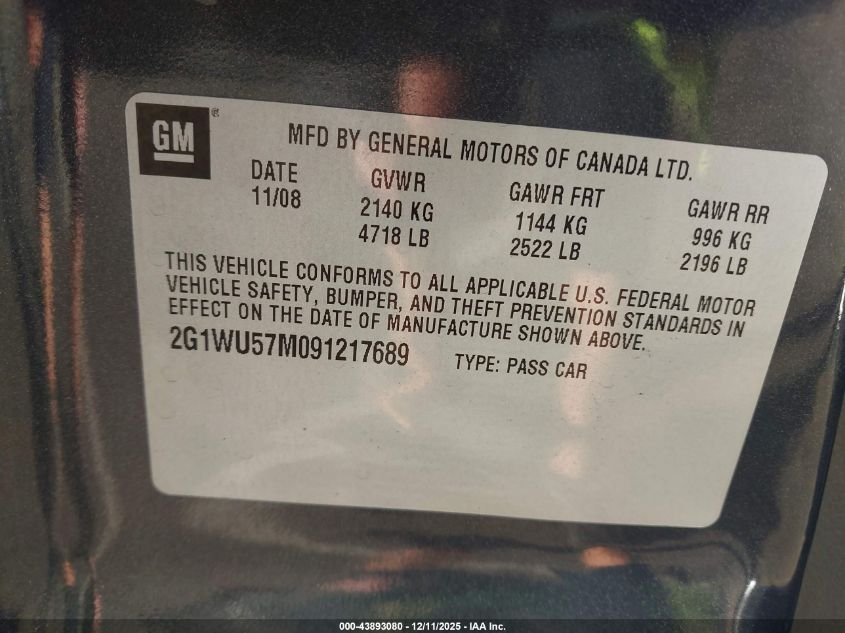 GM®
MFD BY GENERAL MOTORS OF CANADA LTD.
DATE GVWR GAWR FRT GAWR RR
11/08 2140 KG 1144 KG 996 KG
4718 LB 2522 LB 2196 LB
THIS VEHICLE CONFORMS TO ALL APPLICABLE U.S. FEDERAL MOTOR
VEHICLE SAFETY, BUMPER, AND THEFT PREVENTION STANDARDS IN
EFFECT ON THE DATE OF MANUFACTURE SHOWN ABOVE.
2G1WU57M091217689 TYPE: PASS CAR
000-43893080 - 12/11/2025 - IAA Inc.